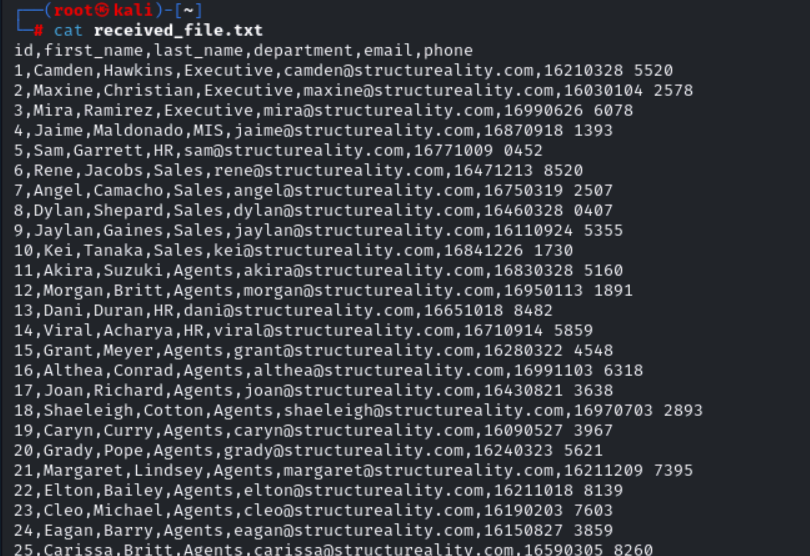 ┌──(root㉿kali)-[~]
└─# cat received_file.txt
id,first_name,last_name,department,email,phone
1,Camden,Hawkins,Executive,camden@structureality.com,16210328 5520
2,Maxine,Christian,Executive,maxine@structureality.com,16030104 2578
3,Mira,Ramirez,Executive,mira@structureality.com,16990626 6078
4,Jaime,Maldonado,MIS,jaime@structureality.com,16870918 1393
5,Sam,Garrett,HR,sam@structureality.com,16771009 0452
6,Rene,Jacobs,Sales,rene@structureality.com,16471213 8520
7,Angel,Camacho,Sales,angel@structureality.com,16750319 2507
8,Dylan,Shepard,Sales,dylan@structureality.com,16460328 0407
9,Jaylan,Gaines,Sales,jaylan@structureality.com,16110924 5355
10,Kei,Tanaka,Sales,kei@structureality.com,16841226 1730
11,Akira,Suzuki,Agents,akira@structureality.com,16830328 5160
12,Morgan,Britt,Agents,morgan@structureality.com,16950113 1891
13,Dani,Duran,HR,dani@structureality.com,16651018 8482
14,Viral,Acharya,HR,viral@structureality.com,16710914 5859
15,Grant,Meyer,Agents,grant@structureality.com,16280322 4548
16,Althea,Conrad,Agents,althea@structureality.com,16991103 6318
17,Joan,Richard,Agents,joan@structureality.com,16430821 3638
18,Shaeleigh,Cotton,Agents,shaeleigh@structureality.com,16970703 2893
19,Caryn,Curry,Agents,caryn@structureality.com,16090527 3967
20,Grady,Pope,Agents,grady@structureality.com,16240323 5621
21,Margaret,Lindsey,Agents,margaret@structureality.com,16211209 7395
22,Elton,Bailey,Agents,elton@structureality.com,16211018 8139
23,Cleo,Michael,Agents,cleo@structureality.com,16190203 7603
24,Eagan,Barry,Agents,eagan@structureality.com,16150827 3859
25,Carissa,Britt,Agents,carissa@structureality.com,16590305 8260